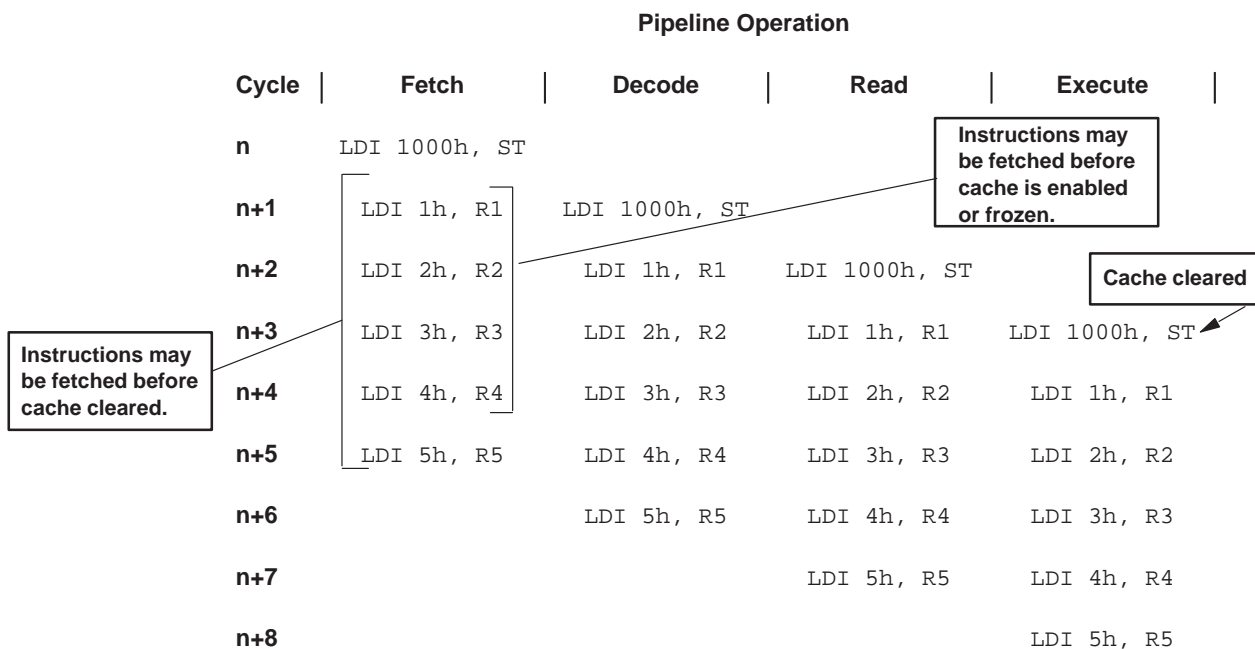 Pipeline Operation
Cycle | Fetch | Decode | Read | Execute |
n LDI 1000h, ST
Instructions may
be fetched before
cache is enabled
or frozen.
n+1 LDI 1h, R1 LDI 1000h, ST
n+2 LDI 2h, R2 LDI 1h, R1 LDI 1000h, ST
Cache cleared
n+3 LDI 3h, R3 LDI 2h, R2 LDI 1h, R1 LDI 1000h, ST
Instructions may
be fetched before
cache cleared.
n+4 LDI 4h, R4 LDI 3h, R3 LDI 2h, R2 LDI 1h, R1
n+5 LDI 5h, R5 LDI 4h, R4 LDI 3h, R3 LDI 2h, R2
n+6 LDI 5h, R5 LDI 4h, R4 LDI 3h, R3
n+7 LDI 5h, R5 LDI 4h, R4
n+8 LDI 5h, R5